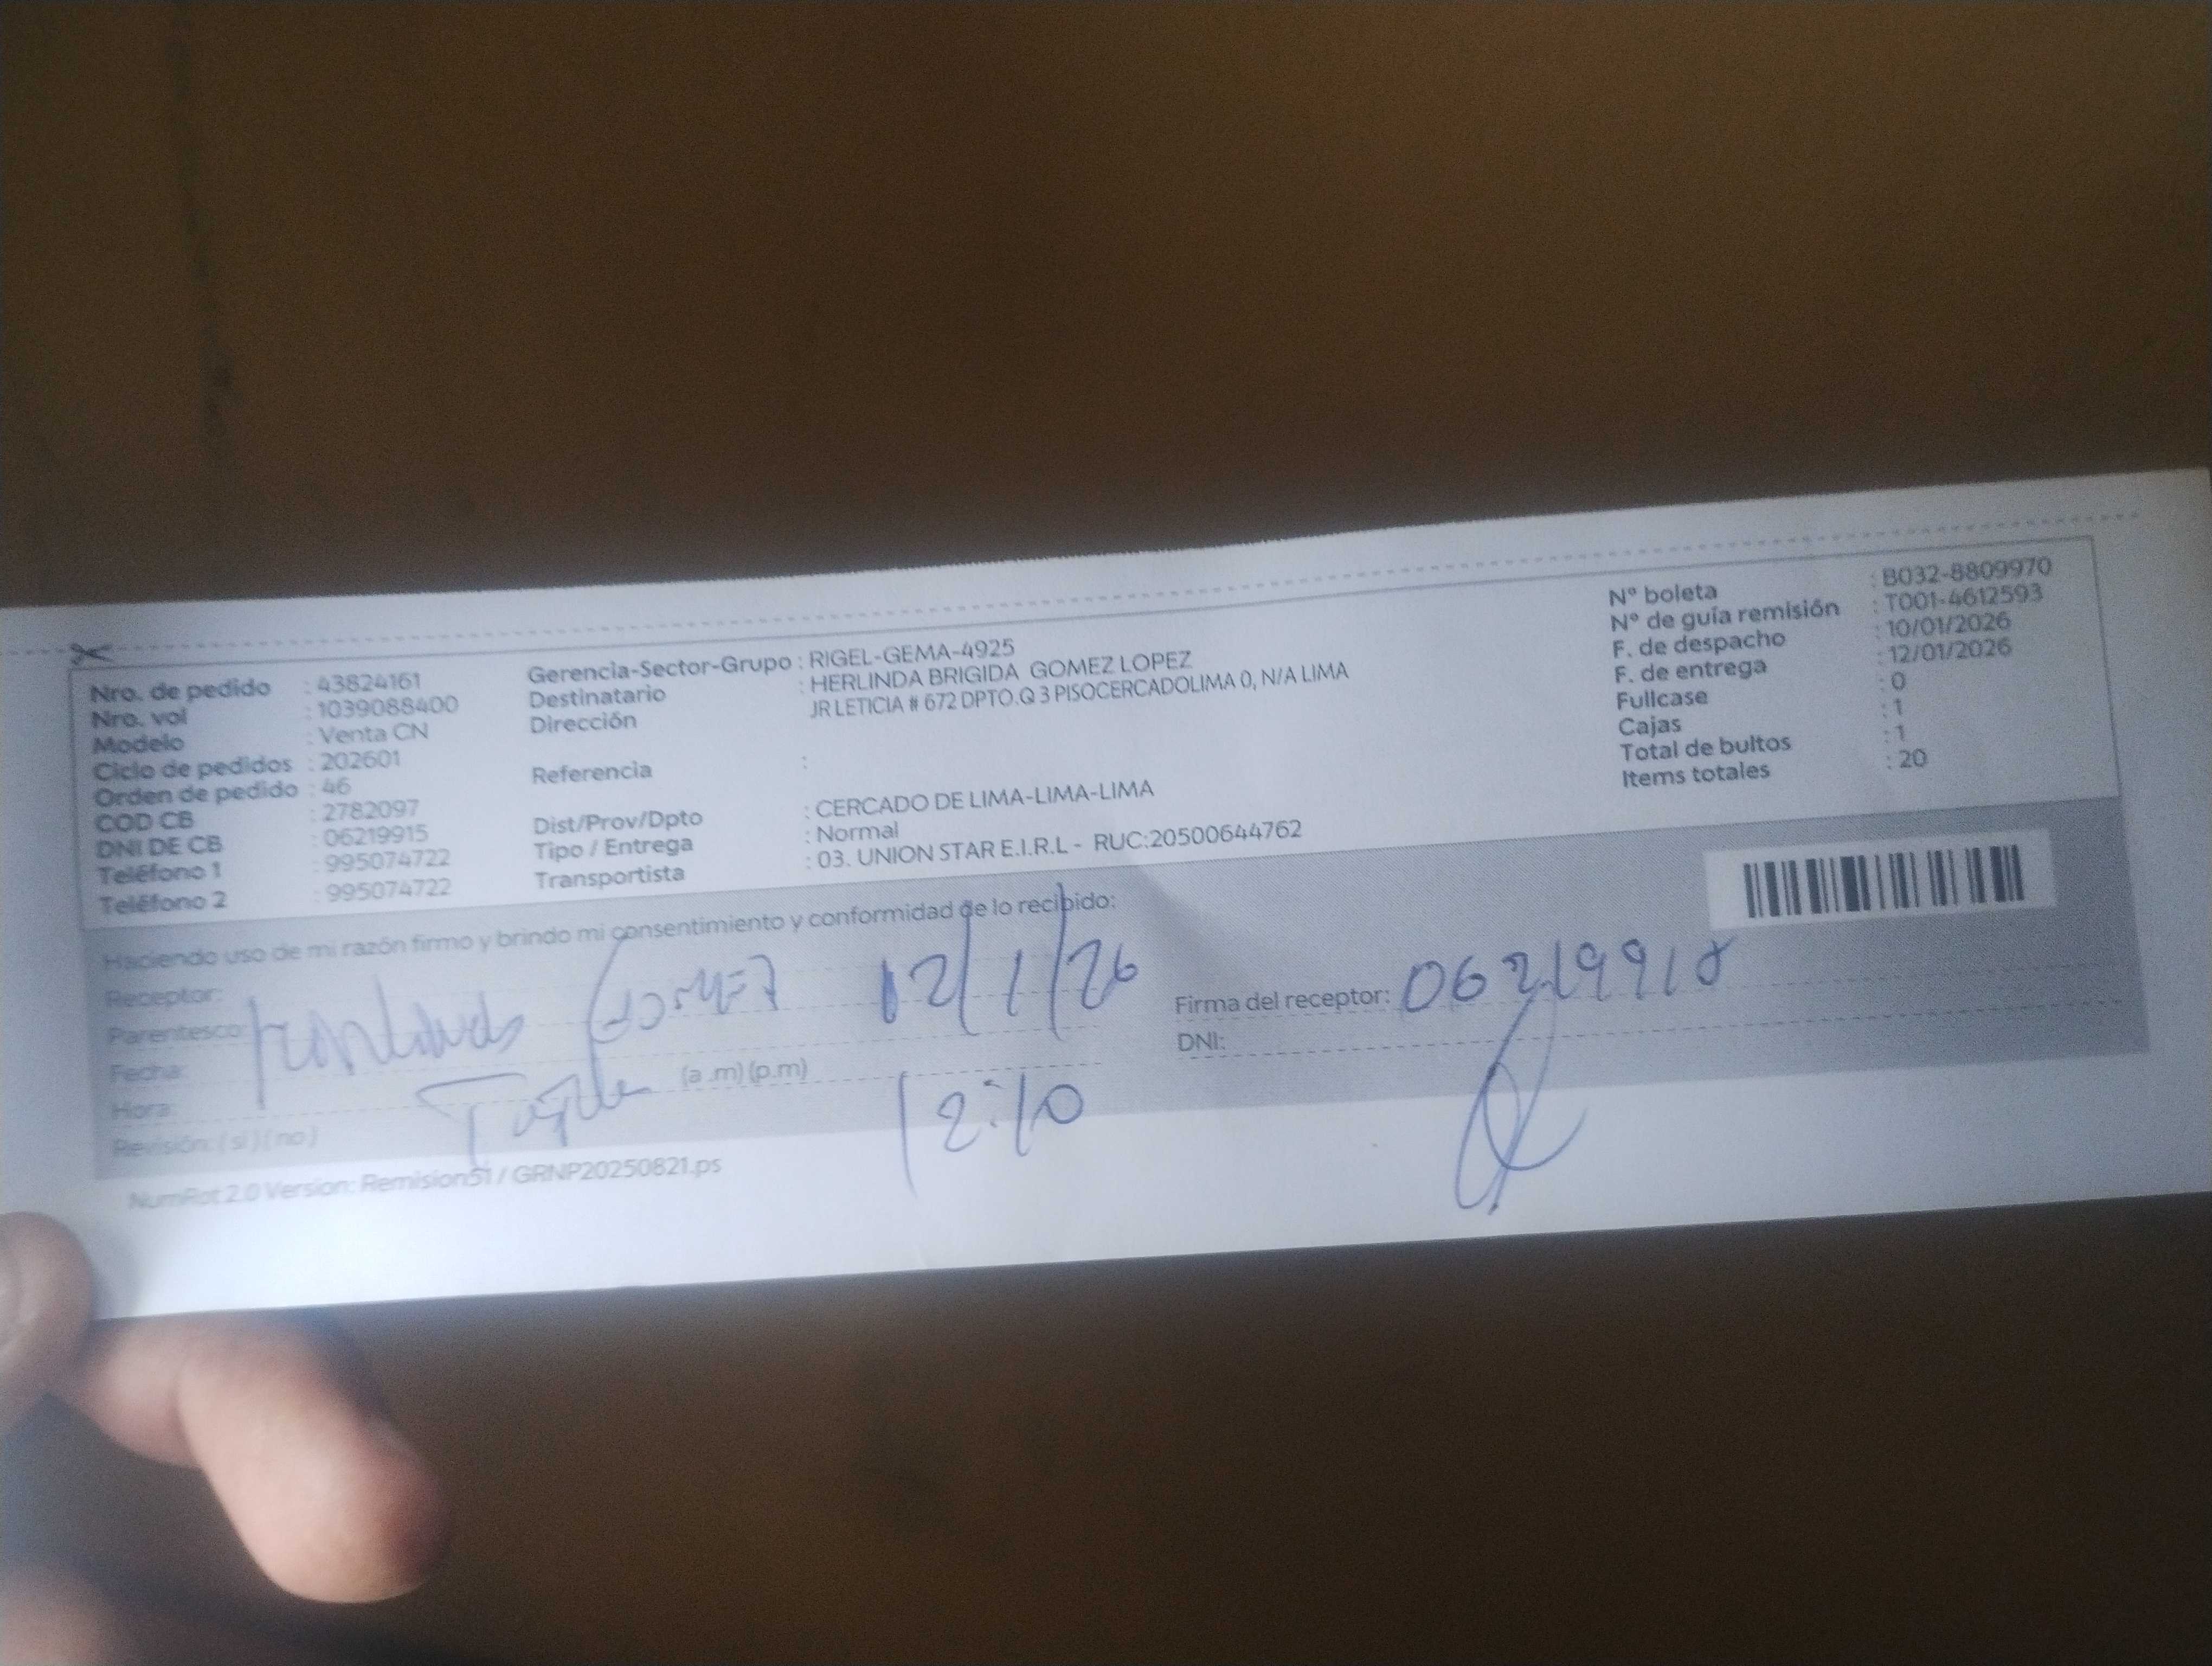 Nro. de pedido : 43824161
Nro. vol : 1039088400
Modelo : Venta CN
Ciclo de pedidos : 202601
Orden de pedido : 46
COD CB : 2782097
DNI DE CB : 06219915
Teléfono 1 : 995074722
Teléfono 2 : 995074722
Gerencia-Sector-Grupo : RIGEL-GEMA-4925
Destinatario : HERLINDA BRIGIDA GOMEZ LOPEZ
Dirección JR LETICIA # 672 DPTO.Q 3 PISOCERCADOLIMA 0, N/A LIMA
Referencia :
Dist/Prov/Dpto : CERCADO DE LIMA-LIMA-LIMA
Tipo / Entrega : Normal
Transportista : 03. UNION STAR E.I.R.L - RUC:20500644762
N° boleta : B032-8809970
N° de guía remisión : T001-4612593
F. de despacho : 10/01/2026
F. de entrega : 12/01/2026
Fullcase : 0
Cajas : 1
Total de bultos : 1
Items totales : 20
Haciendo uso de mi razón firmo y brindo mi consentimiento y conformidad de lo recibido:
Receptor:
Parentesco:
Gomez 12/1/26
Fecha:
Hora: (a .m) (p.m)
12:10
Revisión: ( si ) ( no )
Firma del receptor:
DNI:
NumRot 2.0 Version: Remision51 / GRNP20250821.ps